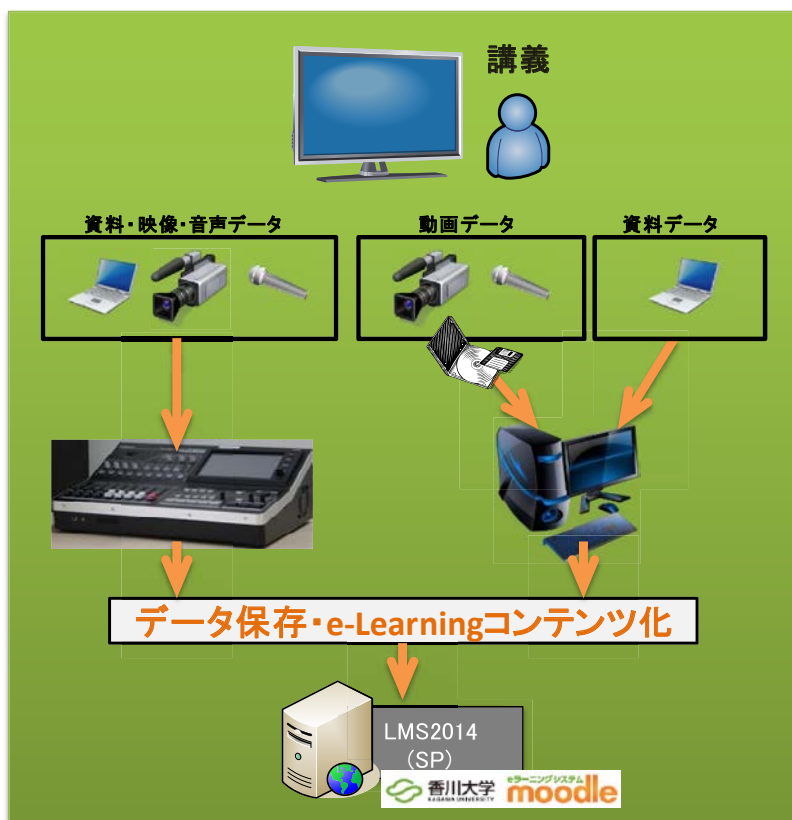 講義
資料・映像・音声データ
動画データ
資料データ
データ保存・e-Learningコンテンツ化
LMS2014
(SP)
香川大学
KAGAWA UNIVERSITY
eラーニングシステム
moodle